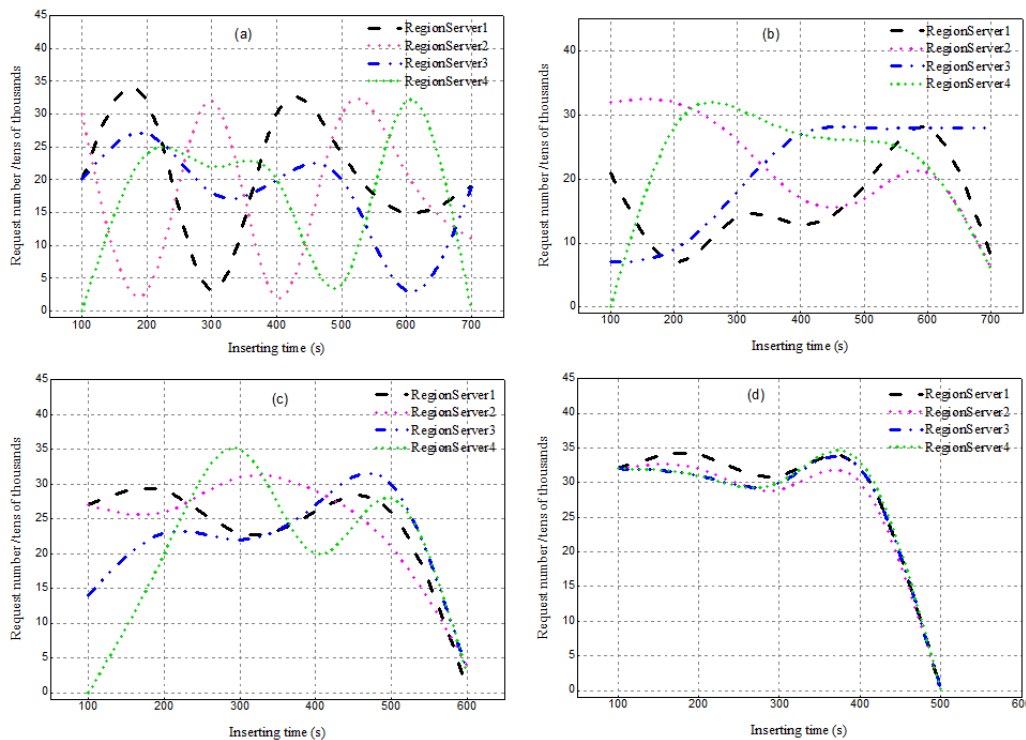 45
40
35
30
25
20
15
10
5
0
Request number /tens of thousands
(a)
RegionServer1
RegionServer2
RegionServer3
RegionServer4
100 200 300 400 500 600 700
Inserting time (s)
40
30
20
10
0
Request number /tens of thousands
(b)
RegionServer1
RegionServer2
RegionServer3
RegionServer4
100 200 300 400 500 600 700
Inserting time (s)
45
40
35
30
25
20
15
10
5
0
Request number /tens of thousands
(c)
RegionServer1
RegionServer2
RegionServer3
RegionServer4
100 200 300 400 500 600
Inserting time (s)
45
40
35
30
25
20
15
10
5
0
Request number /tens of thousands
(d)
RegionServer1
RegionServer2
RegionServer3
RegionServer4
100 200 300 400 500 600
Inserting time (s)